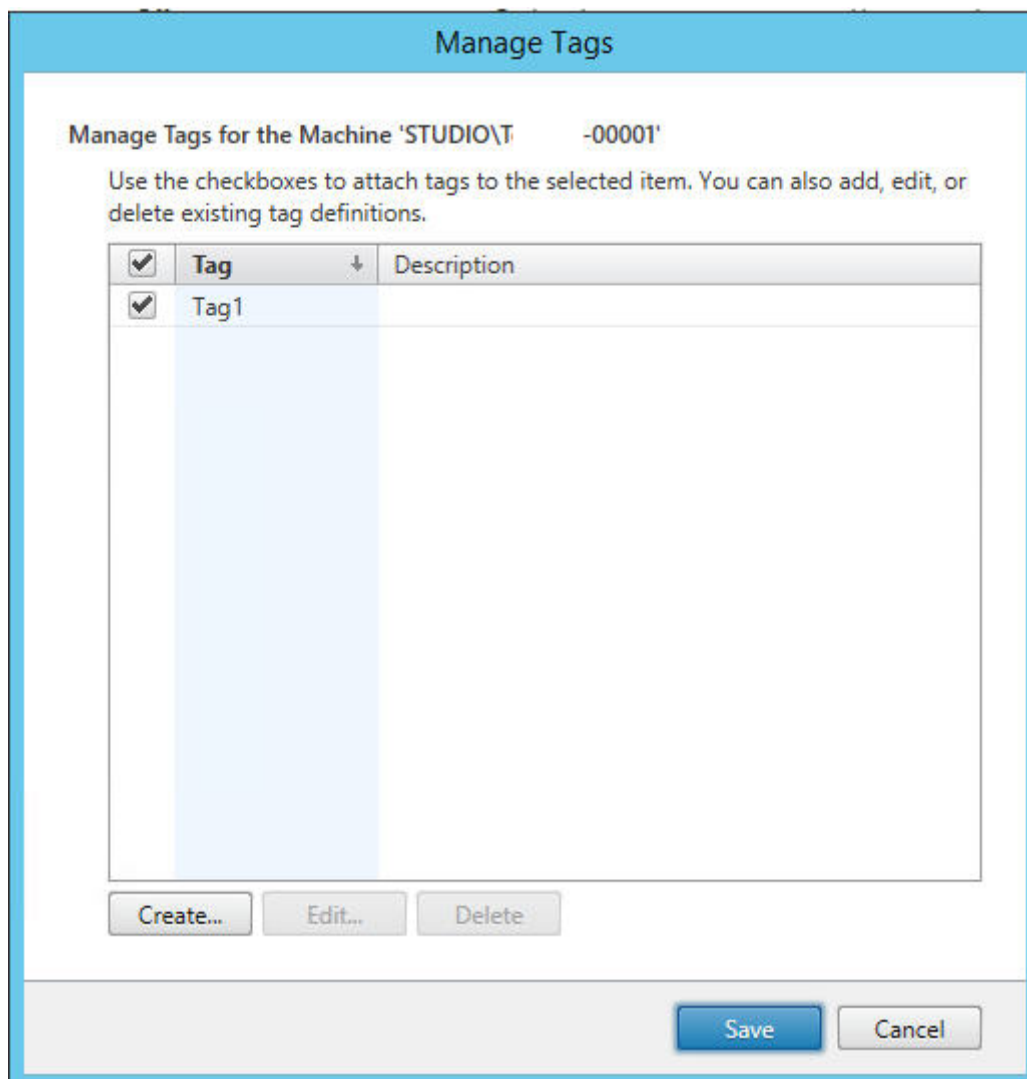 Manage Tags
Manage Tags for the Machine 'STUDIO\T -00001'
Use the checkboxes to attach tags to the selected item. You can also add, edit, or
delete existing tag definitions.
Tag Description
Tag1
Create... Edit... Delete
Save Cancel